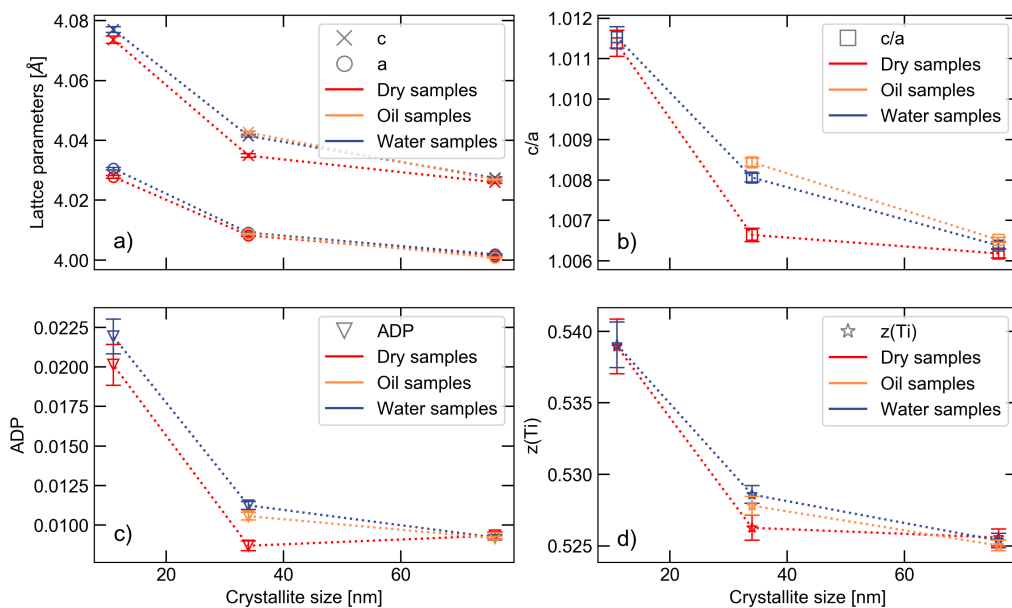 4.08
4.06
4.04
4.02
4.00
Lattce parameters [Å]
c
a
Dry samples
Oil samples
Water samples
a)
1.012
1.011
1.010
1.009
1.008
1.007
1.006
c/a
c/a
Dry samples
Oil samples
Water samples
b)
0.0225
0.0200
0.0175
0.0150
0.0125
0.0100
ADP
ADP
Dry samples
Oil samples
Water samples
c)
20
40
60
Crystallite size [nm]
0.540
0.535
0.530
0.525
z(Ti)
z(Ti)
Dry samples
Oil samples
Water samples
d)
20
40
60
Crystallite size [nm]